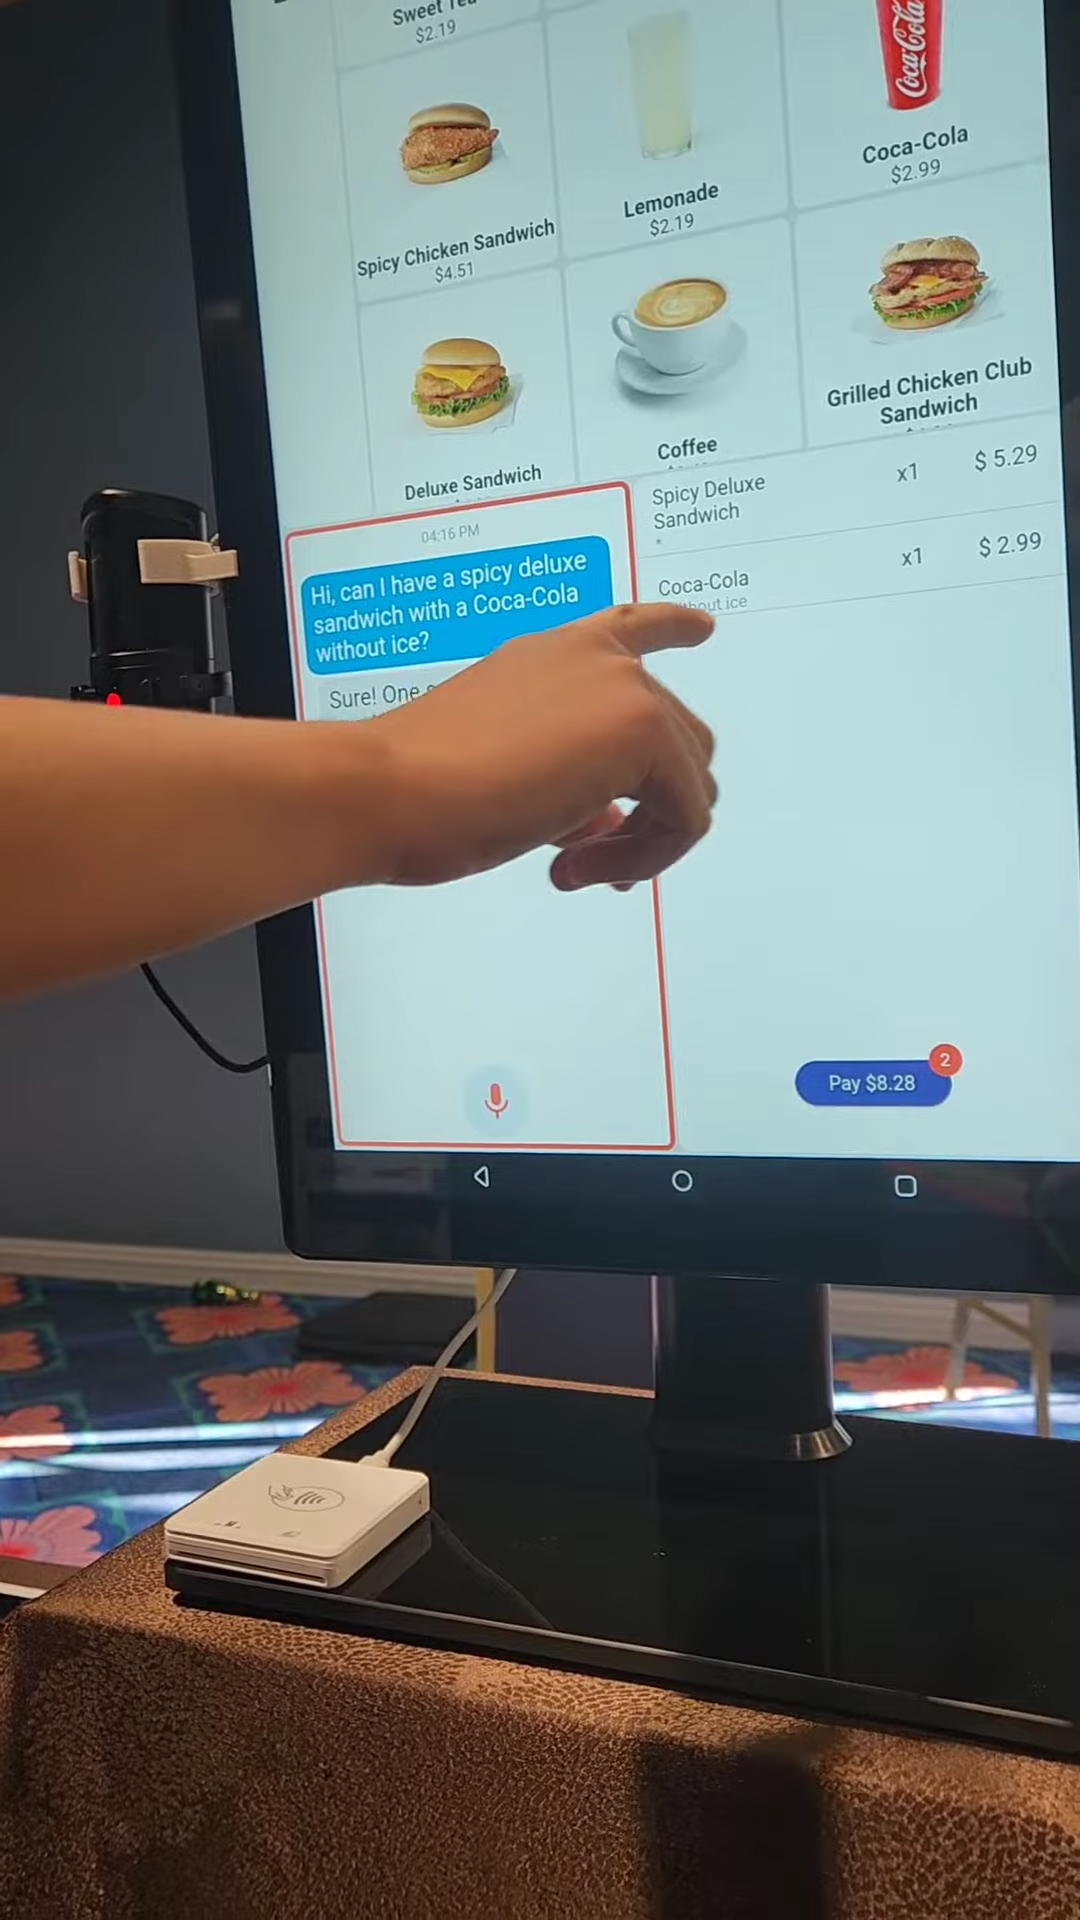 Sweet Tea
$2.19
Coca-Cola
Coca-Cola
$2.99
Lemonade
$2.19
Spicy Chicken Sandwich
$4.51
Grilled Chicken Club
Sandwich
Coffee
Deluxe Sandwich
04:16 PM
Hi, can I have a spicy deluxe
sandwich with a Coca-Cola
without ice?
Sure! One
Spicy Deluxe
Sandwich
x1
$ 5.29
*
Coca-Cola
x1
$ 2.99
ice
2
Pay $8.28